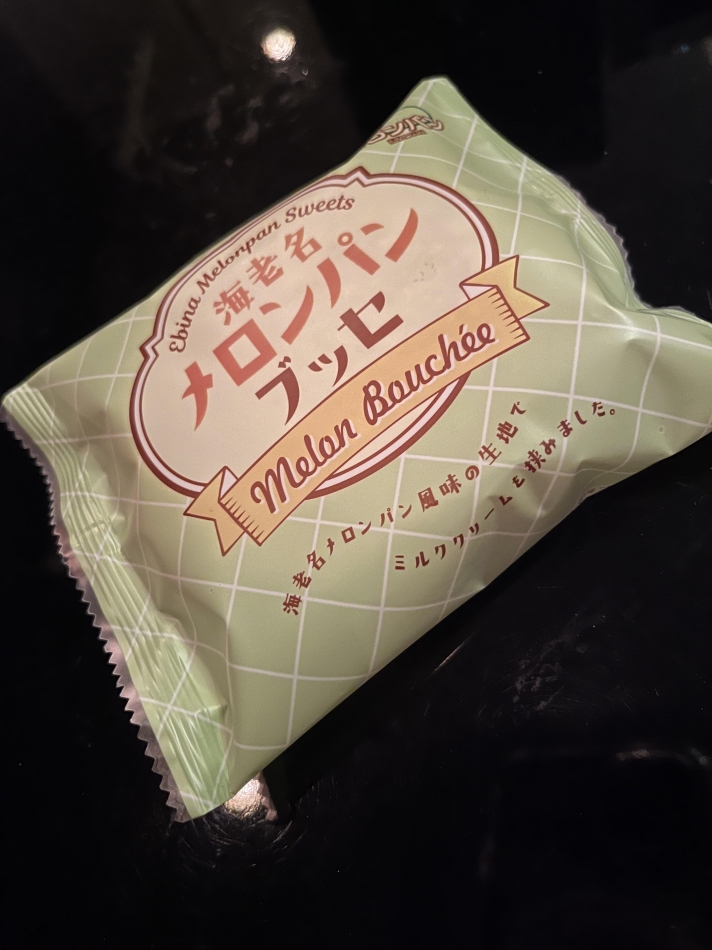 Ebina Melonpan Sweets
海老名
メロンパン
ブッセ
Melon Bouchée
海老名メロンパン風味の生地で
ミルククリームを挟みました。